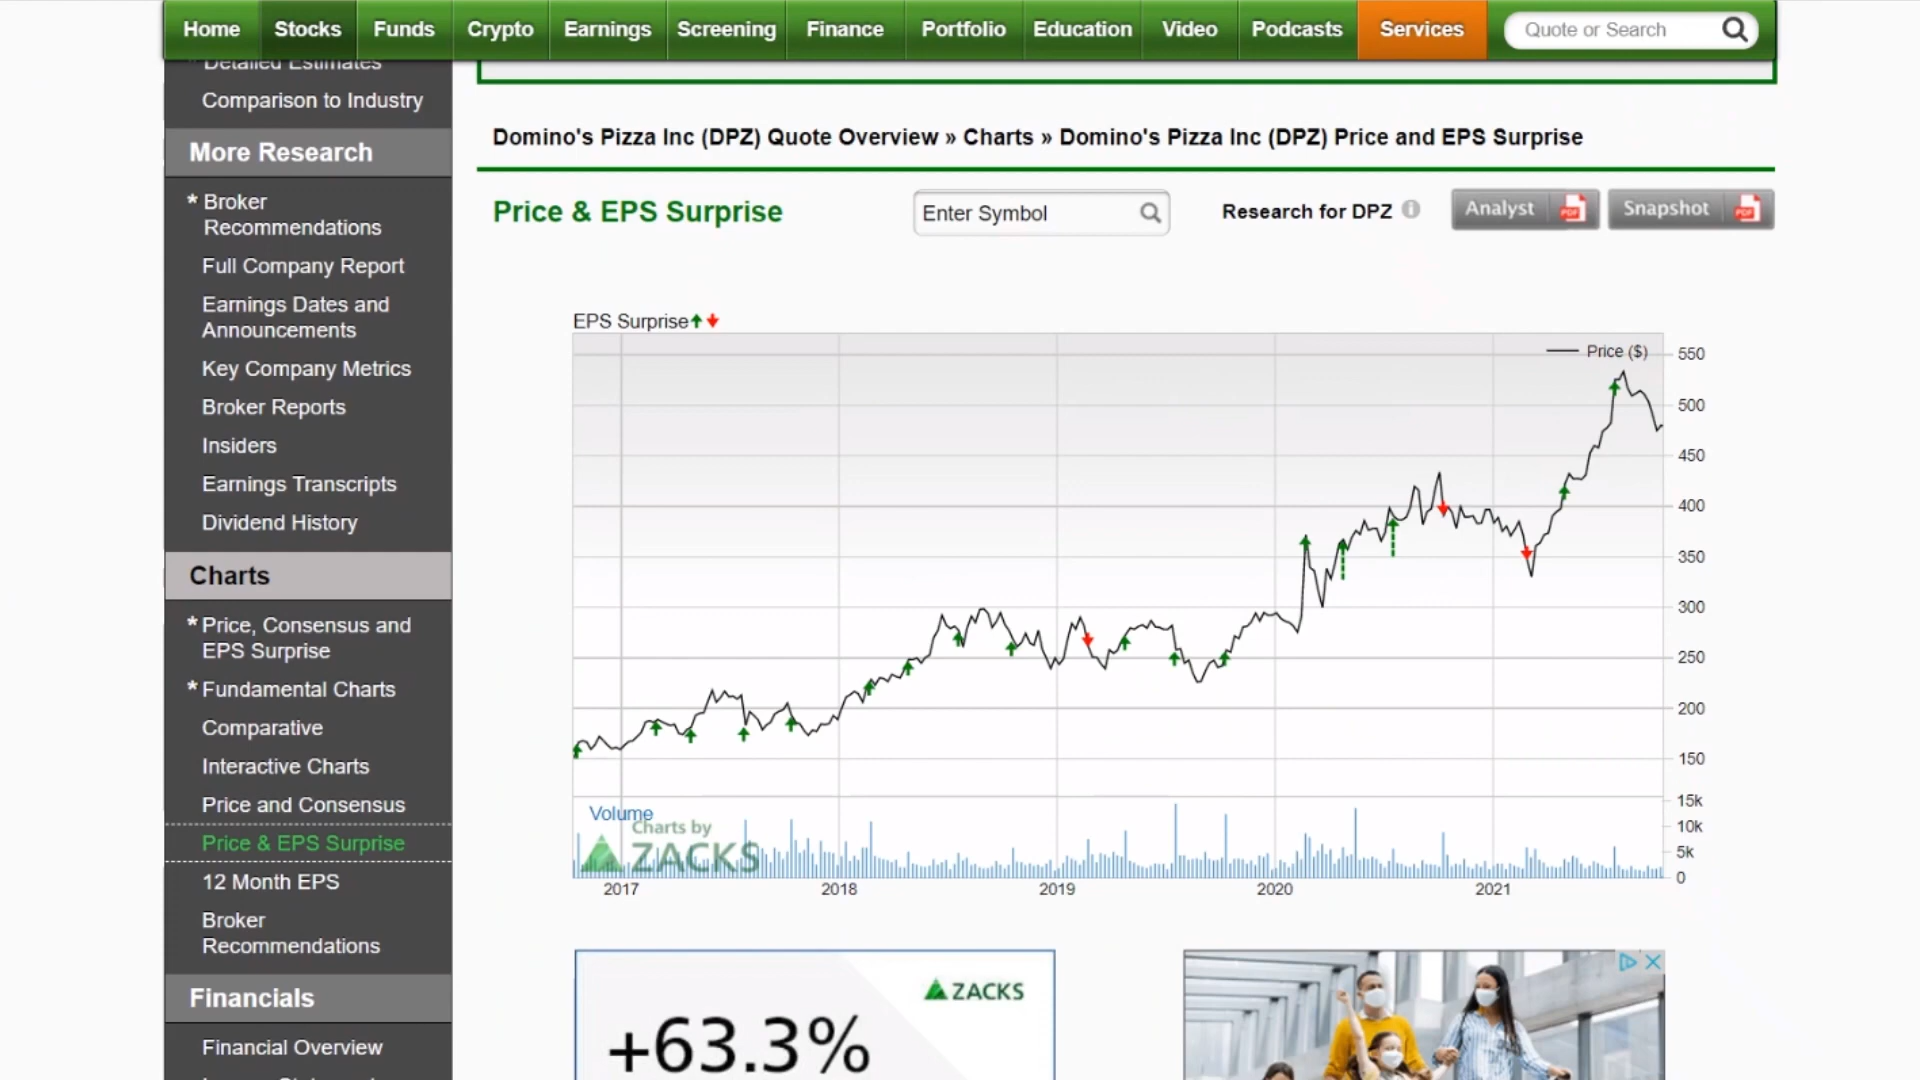 Home Stocks Funds Crypto Earnings Screening Finance Portfolio Education Video Podcasts Services Quote or Search
Detailed Estimates
Comparison to Industry
More Research
* Broker
Recommendations
Full Company Report
Earnings Dates and
Announcements
Key Company Metrics
Broker Reports
Insiders
Earnings Transcripts
Dividend History
Charts
* Price, Consensus and
EPS Surprise
* Fundamental Charts
Comparative
Interactive Charts
Price and Consensus
Price & EPS Surprise
12 Month EPS
Broker
Recommendations
Financials
Financial Overview
Domino's Pizza Inc (DPZ) Quote Overview » Charts » Domino's Pizza Inc (DPZ) Price and EPS Surprise
Price & EPS Surprise Enter Symbol Research for DPZ Analyst PDF Snapshot PDF
EPS Surprise
Price ($)
550
500
450
400
350
300
250
200
150
15k
10k
5k
0
Volume
Charts by
ZACKS
2017 2018 2019 2020 2021
ZACKS
+63.3%